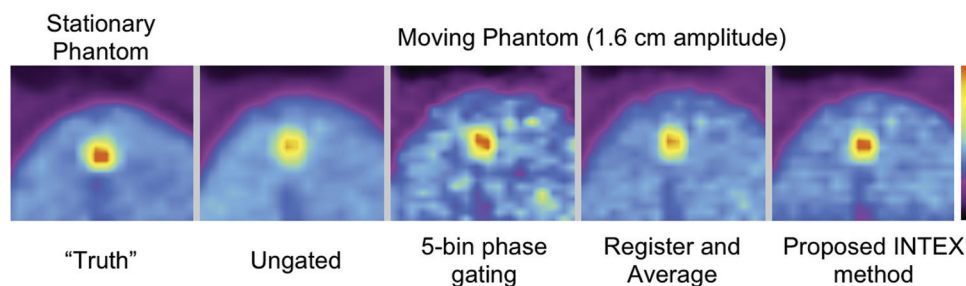 Stationary
Phantom
Moving Phantom (1.6 cm amplitude)
“Truth”
Ungated
5-bin phase
gating
Register and
Average
Proposed INTEX
method